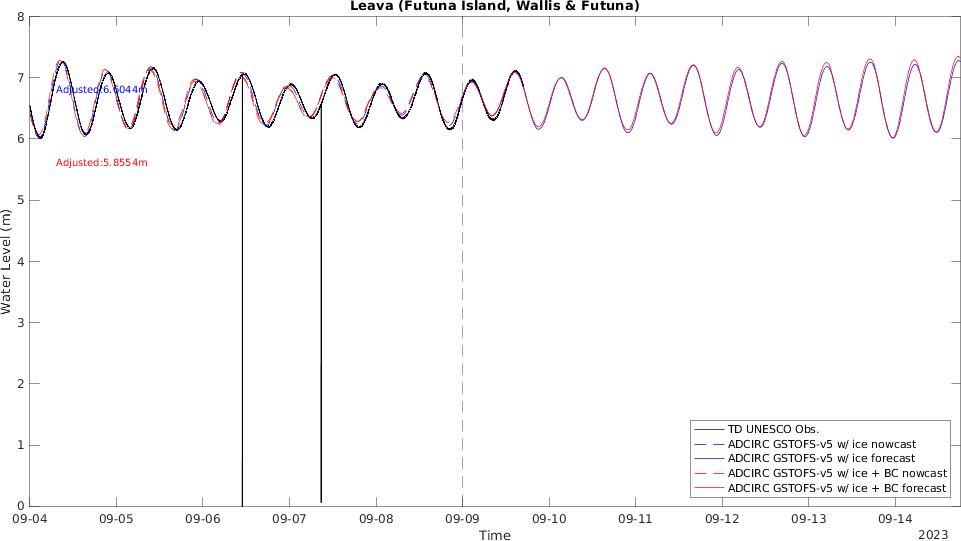 Leava (Futuna Island, Wallis & Futuna)
8
7
6
5
4
3
2
1
0
Water Level (m)
Adjusted:6.6044m
Adjusted:5.8554m
TD UNESCO Obs.
ADCIRC GSTOFS-v5 w/ ice nowcast
ADCIRC GSTOFS-v5 w/ ice forecast
ADCIRC GSTOFS-v5 w/ ice + BC nowcast
ADCIRC GSTOFS-v5 w/ ice + BC forecast
09-04 09-05 09-06 09-07 09-08 09-09 09-10 09-11 09-12 09-13 09-14
Time
2023